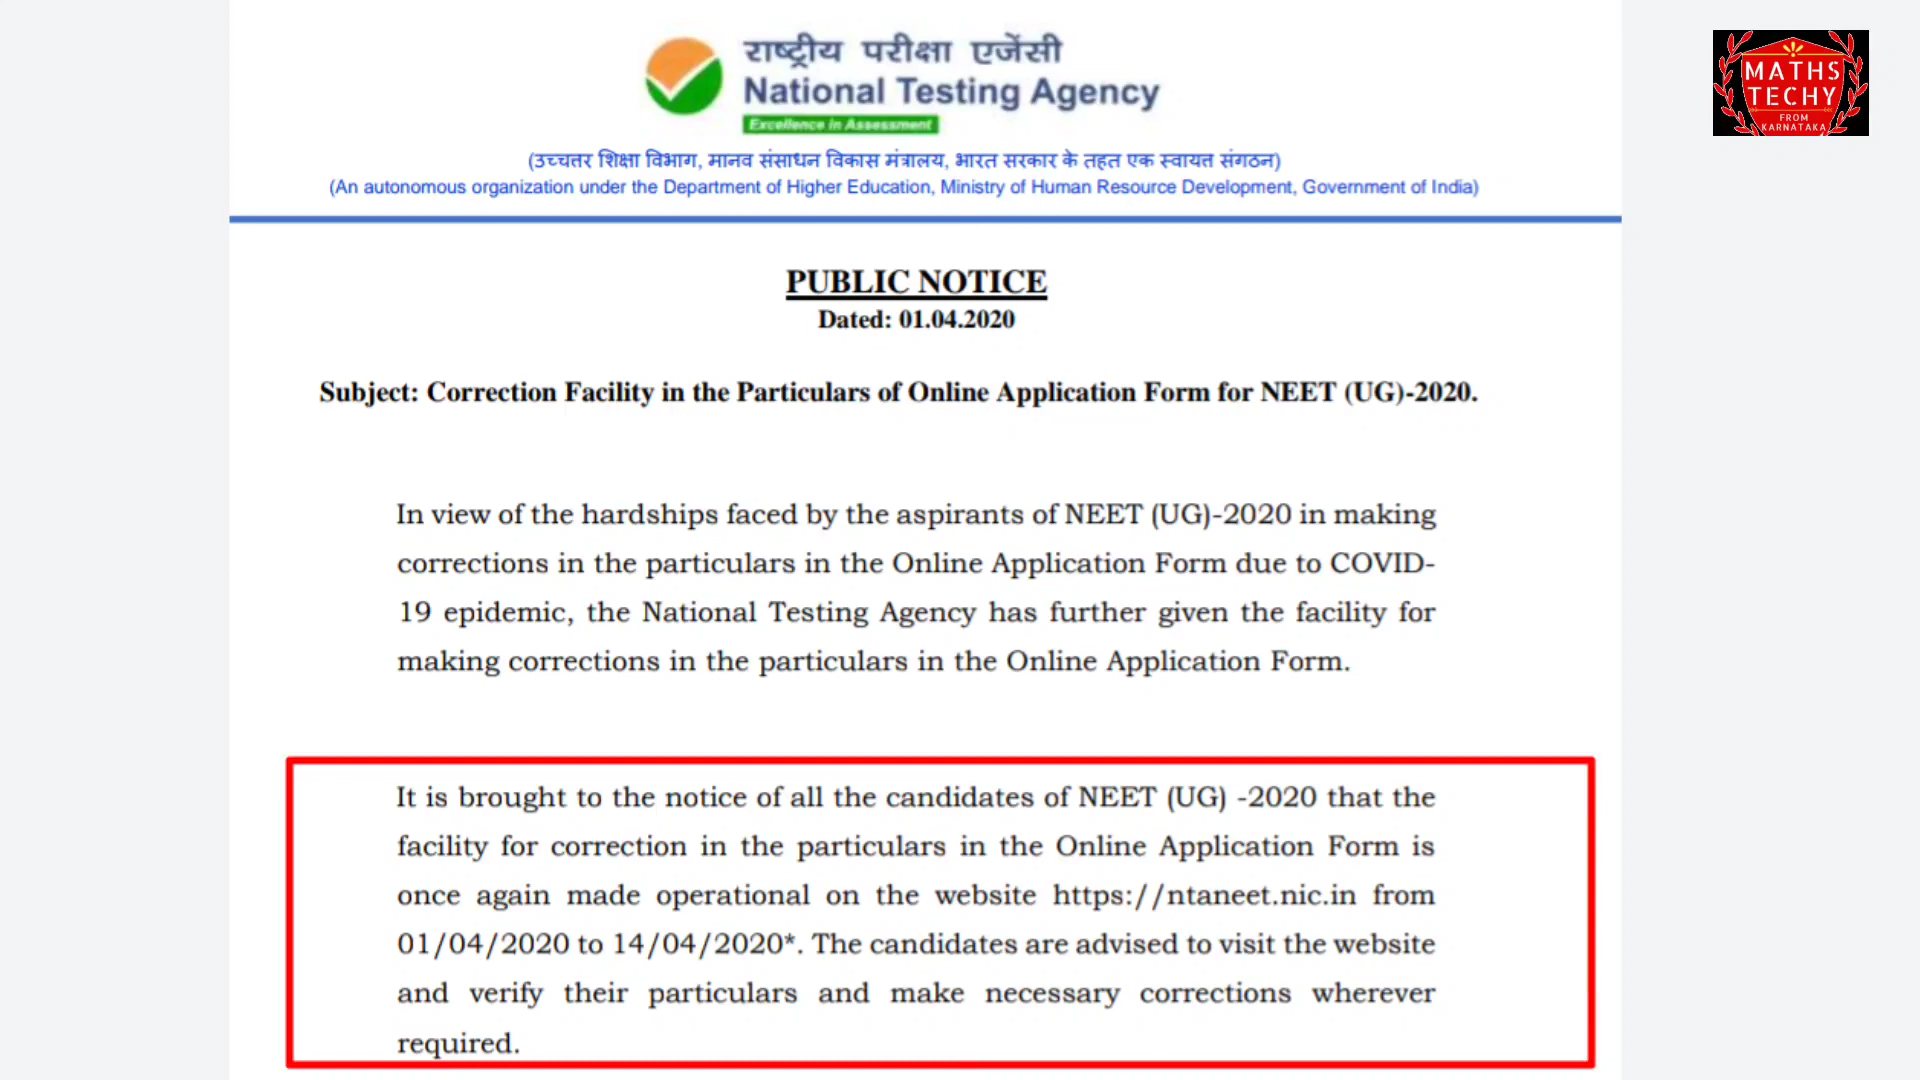 राष्ट्रीय परीक्षा एजेंसी
National Testing Agency
Excellence in Assessment
MATHS
TECHY
FROM
KARNATAKA
(उच्चतर शिक्षा विभाग, मानव संसाधन विकास मंत्रालय, भारत सरकार के तहत एक स्वायत संगठन)
(An autonomous organization under the Department of Higher Education, Ministry of Human Resource Development, Government of India)
PUBLIC NOTICE
Dated: 01.04.2020
Subject: Correction Facility in the Particulars of Online Application Form for NEET (UG)-2020.
In view of the hardships faced by the aspirants of NEET (UG)-2020 in making
corrections in the particulars in the Online Application Form due to COVID-
19 epidemic, the National Testing Agency has further given the facility for
making corrections in the particulars in the Online Application Form.
It is brought to the notice of all the candidates of NEET (UG) -2020 that the
facility for correction in the particulars in the Online Application Form is
once again made operational on the website https://ntaneet.nic.in from
01/04/2020 to 14/04/2020*. The candidates are advised to visit the website
and verify their particulars and make necessary corrections wherever
required.